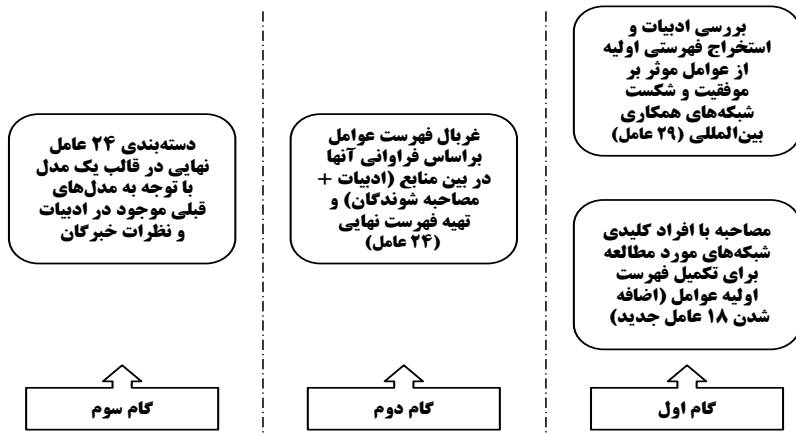 بررسی ادبیات و
استخراج فهرستی اولیه
از عوامل موثر بر
موفقیت و شکست
شبکه‌های همکاری
بین‌المللی (۲۹ عامل)
مصاحبه با افراد کلیدی
شبکه‌های مورد مطالعه
برای تکمیل فهرست
اولیه عوامل (اضافه
شدن ۱۸ عامل جدید)
گام اول
غربال فهرست عوامل
براساس فراوانی آنها
در بین منابع (ادبیات +
مصاحبه شوندگان) و
تهیه فهرست نهایی
(۲۴ عامل)
گام دوم
دسته‌بندی ۲۴ عامل
نهایی در قالب یک مدل
با توجه به مدل‌های
قبلی موجود در ادبیات
و نظرات خبرگان
گام سوم